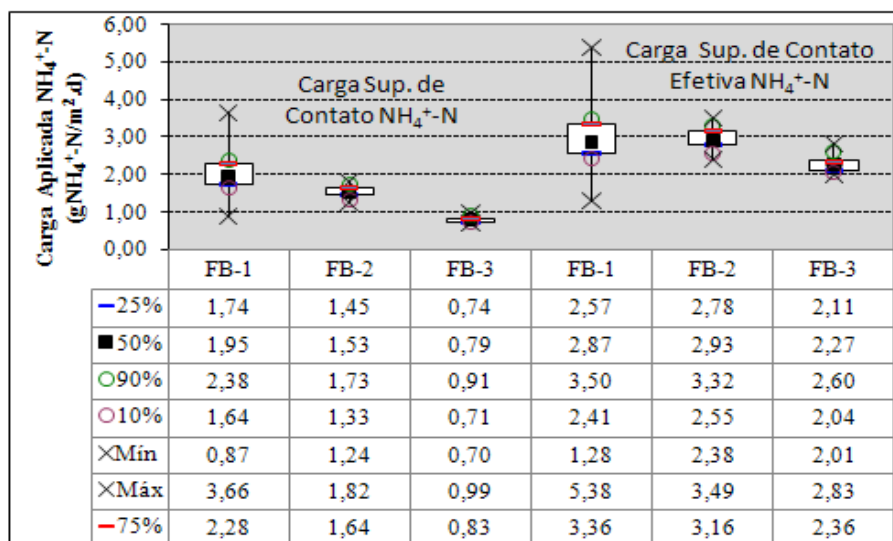 Carga Aplicada NH₄⁺-N
(gNH₄⁺-N/m².d)
6,00
5,00
4,00
3,00
2,00
1,00
0,00
Carga Sup. de
Contato NH₄⁺-N
Carga Sup. de Contato
Efetiva NH₄⁺-N
FB-1 FB-2 FB-3 FB-1 FB-2 FB-3
25% 1,74 1,45 0,74 2,57 2,78 2,11
50% 1,95 1,53 0,79 2,87 2,93 2,27
90% 2,38 1,73 0,91 3,50 3,32 2,60
10% 1,64 1,33 0,71 2,41 2,55 2,04
Mín 0,87 1,24 0,70 1,28 2,38 2,01
Máx 3,66 1,82 0,99 5,38 3,49 2,83
75% 2,28 1,64 0,83 3,36 3,16 2,36